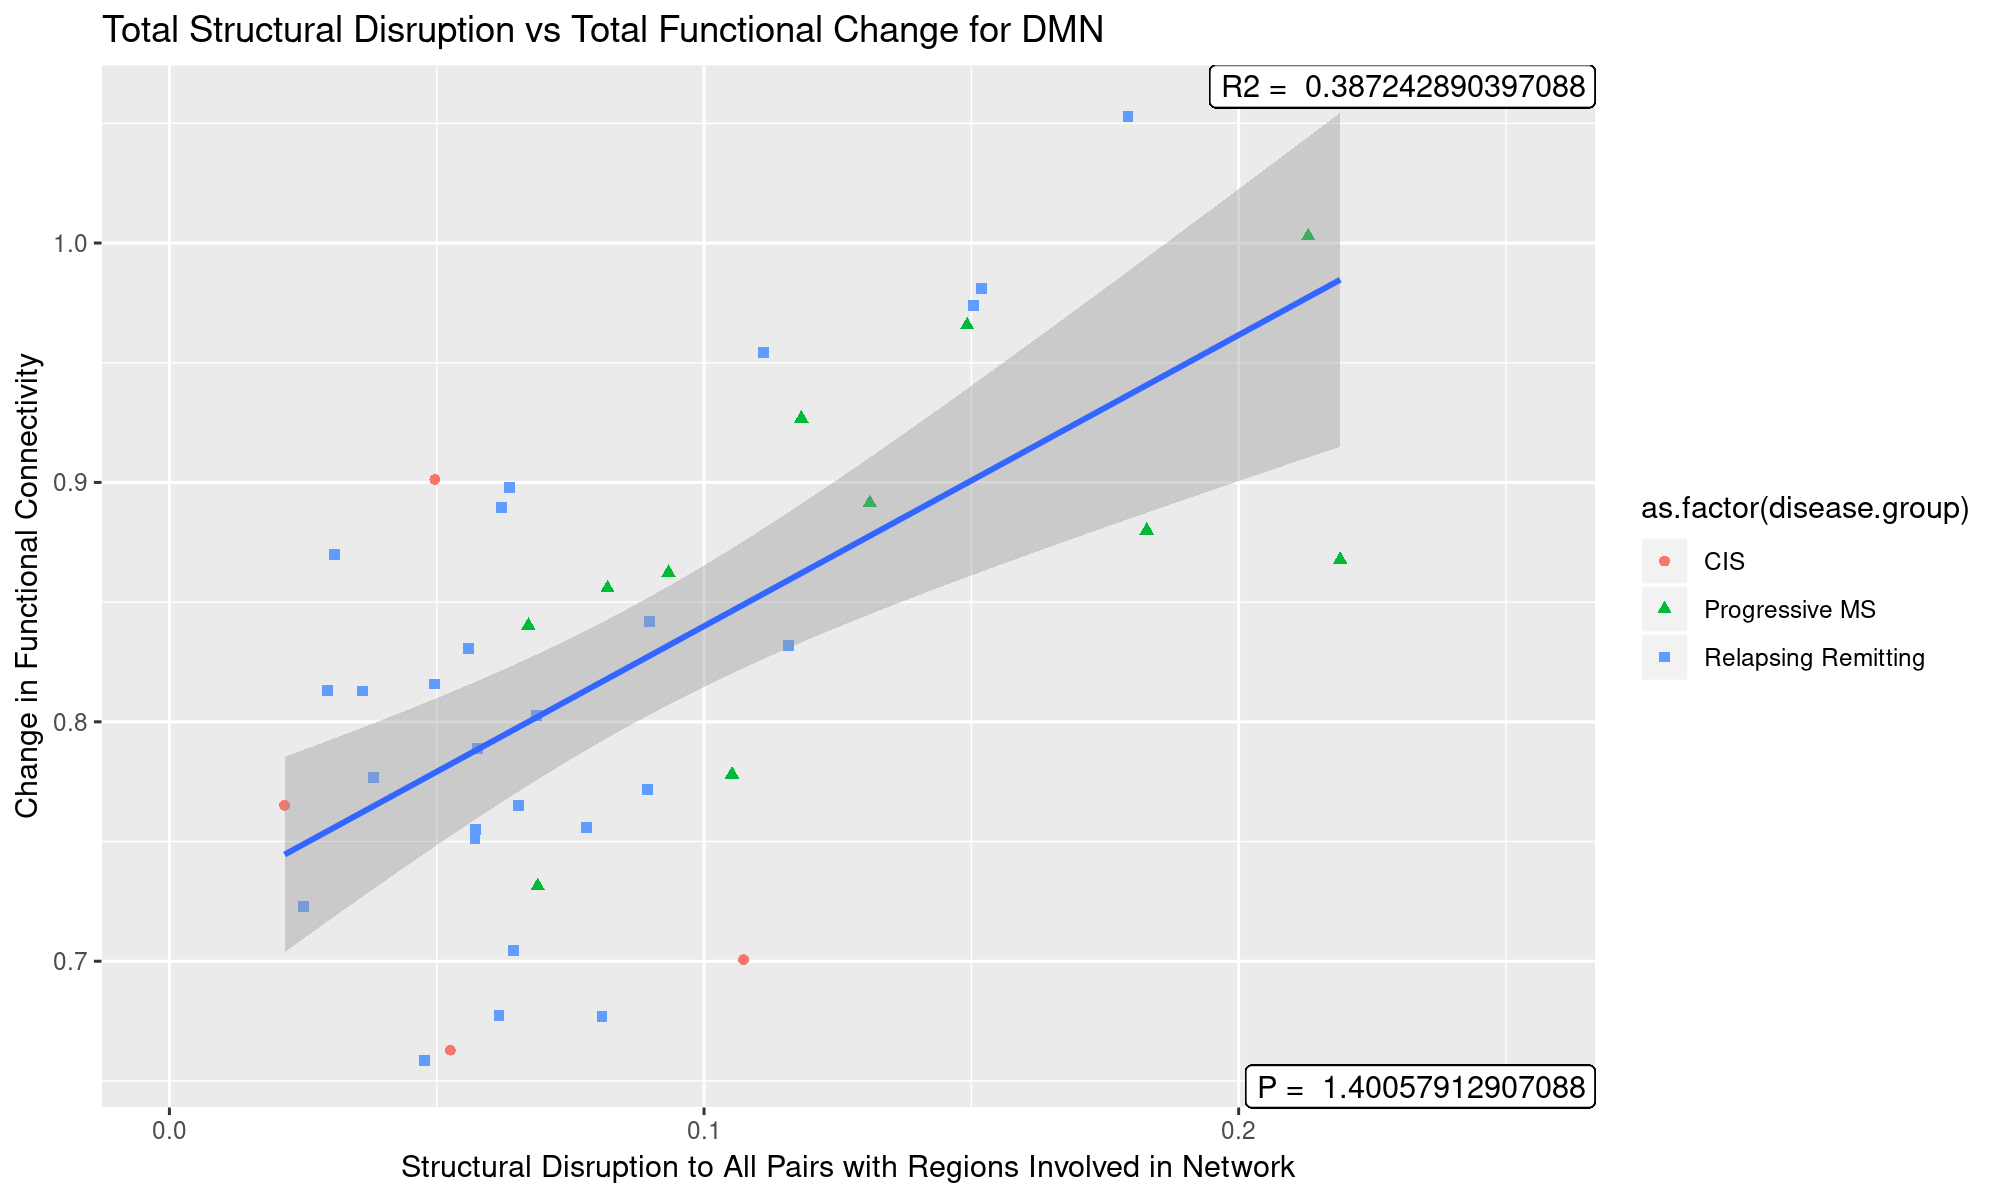 Total Structural Disruption vs Total Functional Change for DMN
R2 = 0.387242890397088
1.0
0.9
0.8
0.7
Change in Functional Connectivity
P = 1.40057912907088
0.0 0.1 0.2
Structural Disruption to All Pairs with Regions Involved in Network
as.factor(disease.group)
CIS
Progressive MS
Relapsing Remitting